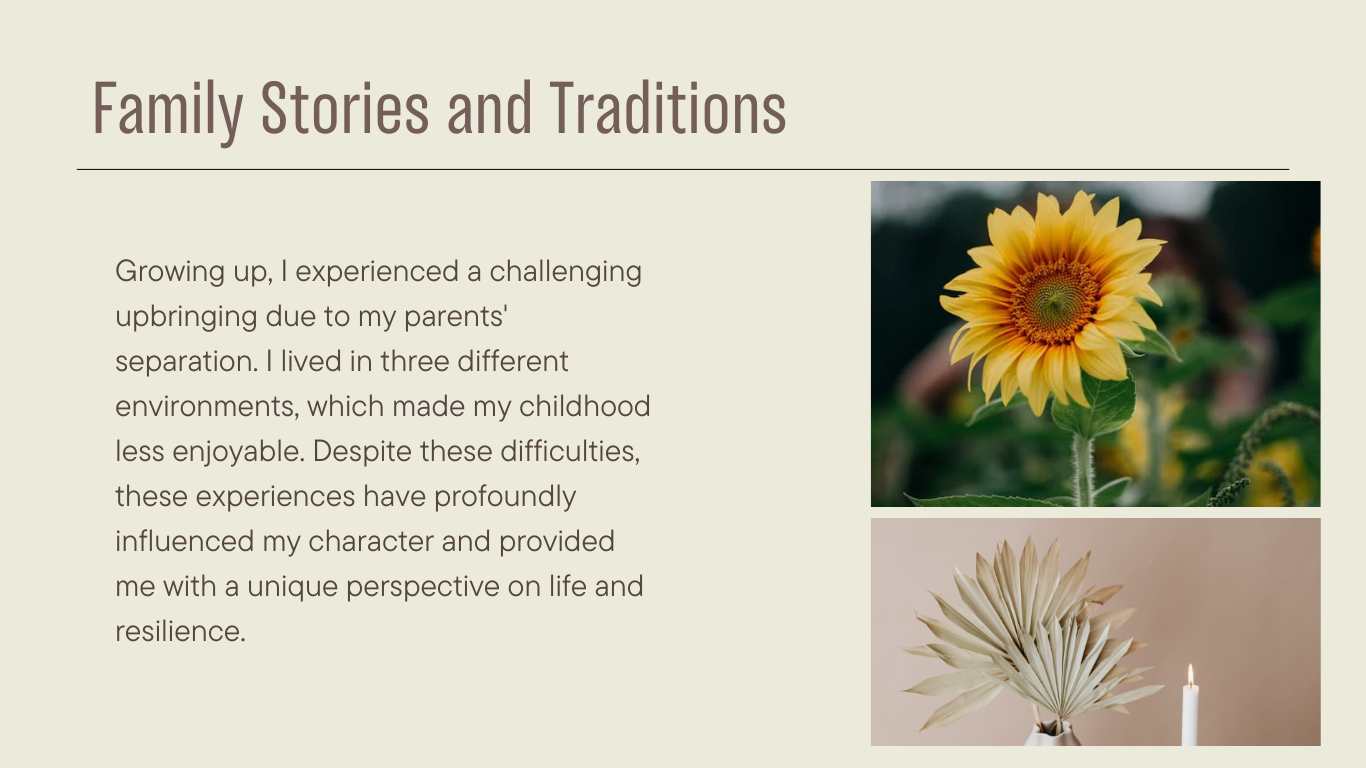 Family Stories and Traditions
Growing up, I experienced a challenging
upbringing due to my parents'
separation. I lived in three different
environments, which made my childhood
less enjoyable. Despite these difficulties,
these experiences have profoundly
influenced my character and provided
me with a unique perspective on life and
resilience.